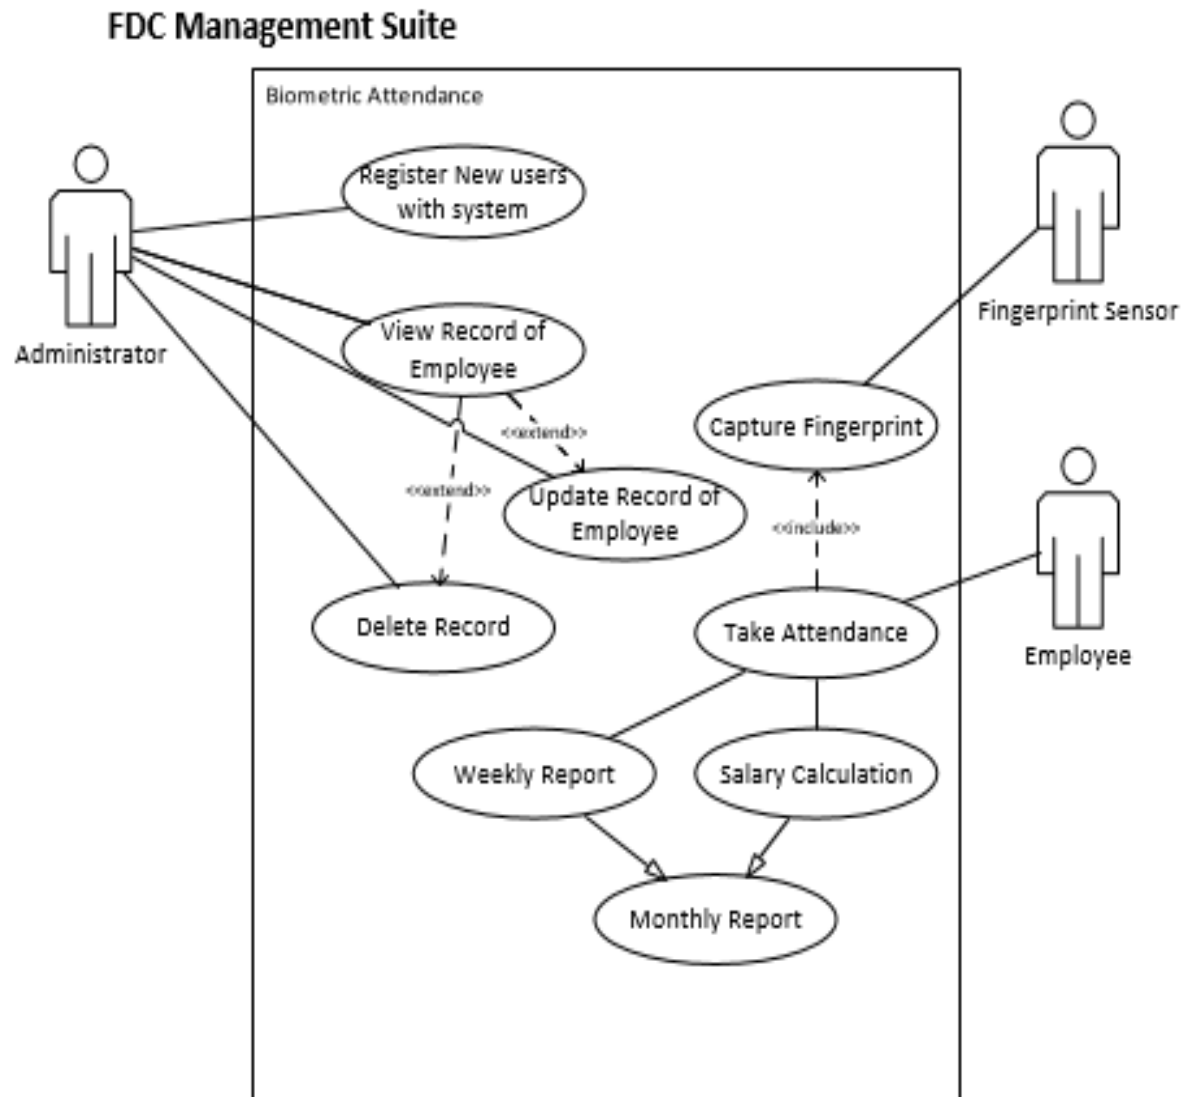 FDC Management Suite
Biometric Attendance
Register New users
with system
Administrator
View Record of
Employee
Fingerprint Sensor
<<extend>>
Capture Fingerprint
<<extend>>
Update Record of
Employee
<<include>>
Delete Record
Take Attendance
Employee
Weekly Report
Salary Calculation
Monthly Report